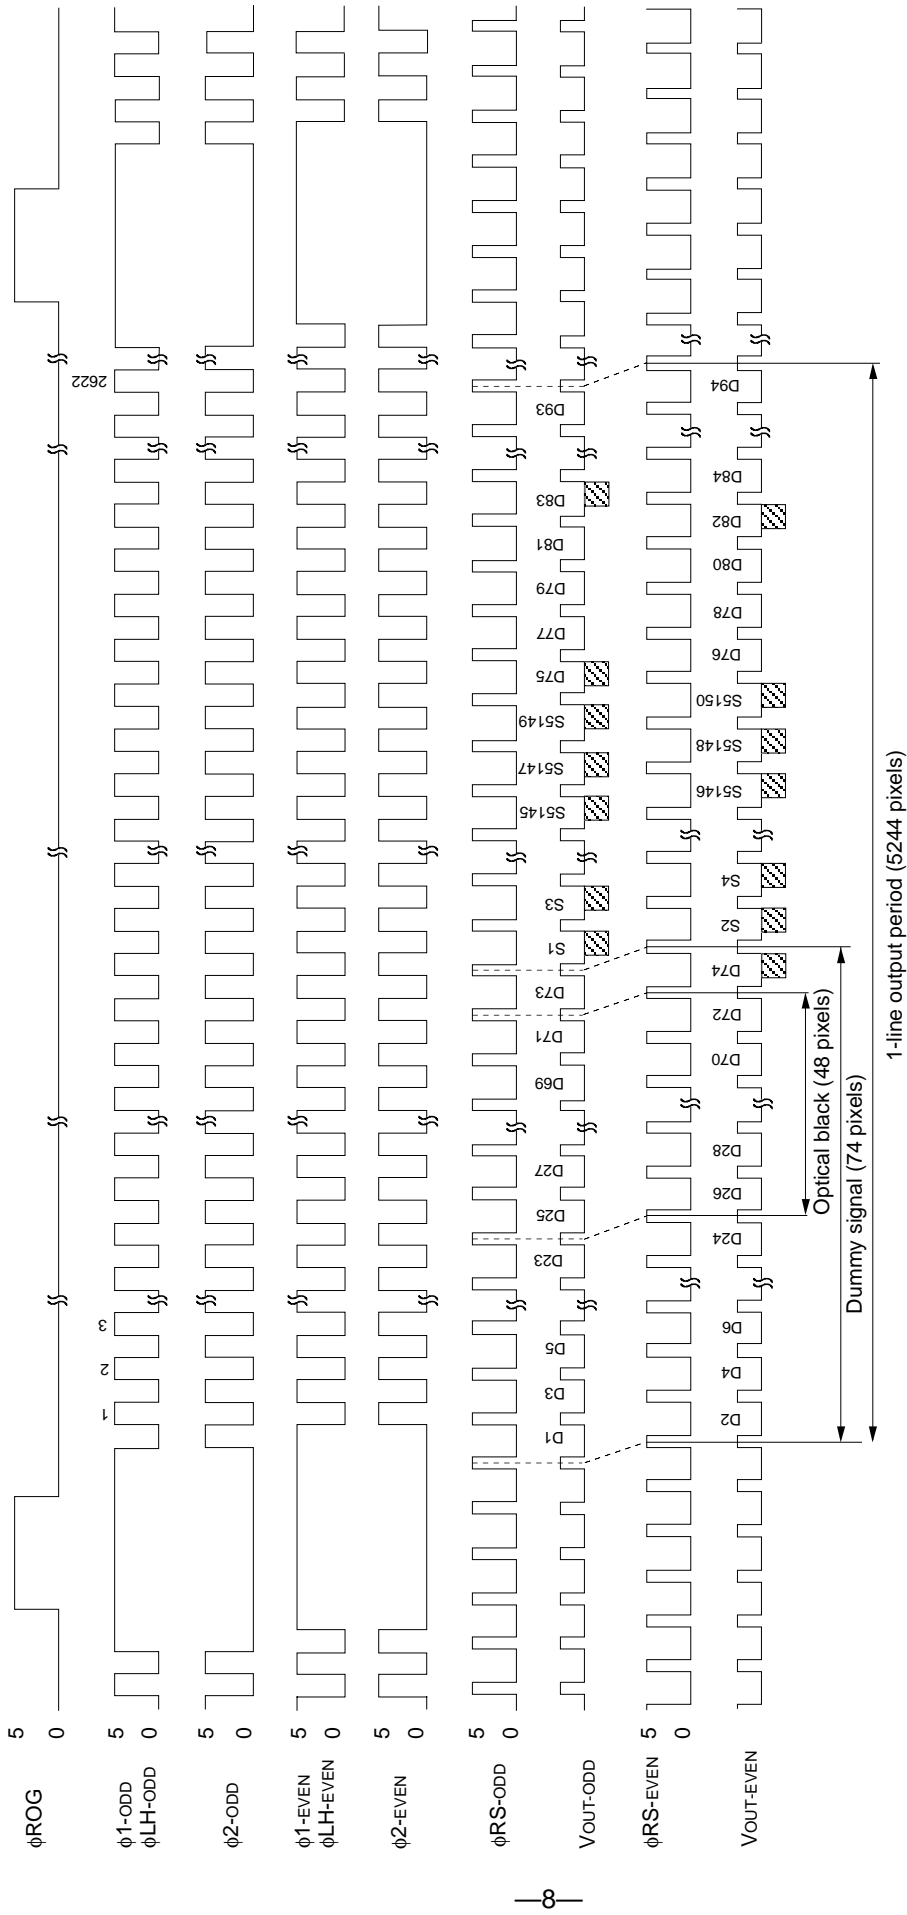 φROG
5
0
φ1-ODD
φLH-ODD
5
0
1
2
3
2622
φ2-ODD
5
0
φ1-EVEN
φLH-EVEN
5
0
φ2-EVEN
5
0
φRS-ODD
5
0
VOUT-ODD
D1
D3
D5
D23
D25
D27
D69
D71
D73
S1
S3
S5145
S5147
S5149
D75
D77
D79
D81
D83
D93
φRS-EVEN
5
0
VOUT-EVEN
D2
D4
D6
D24
D26
D28
D70
D72
D74
S2
S4
S5146
S5148
S5150
D76
D78
D80
D82
D84
D94
Optical black (48 pixels)
Dummy signal (74 pixels)
1-line output period (5244 pixels)
—8—